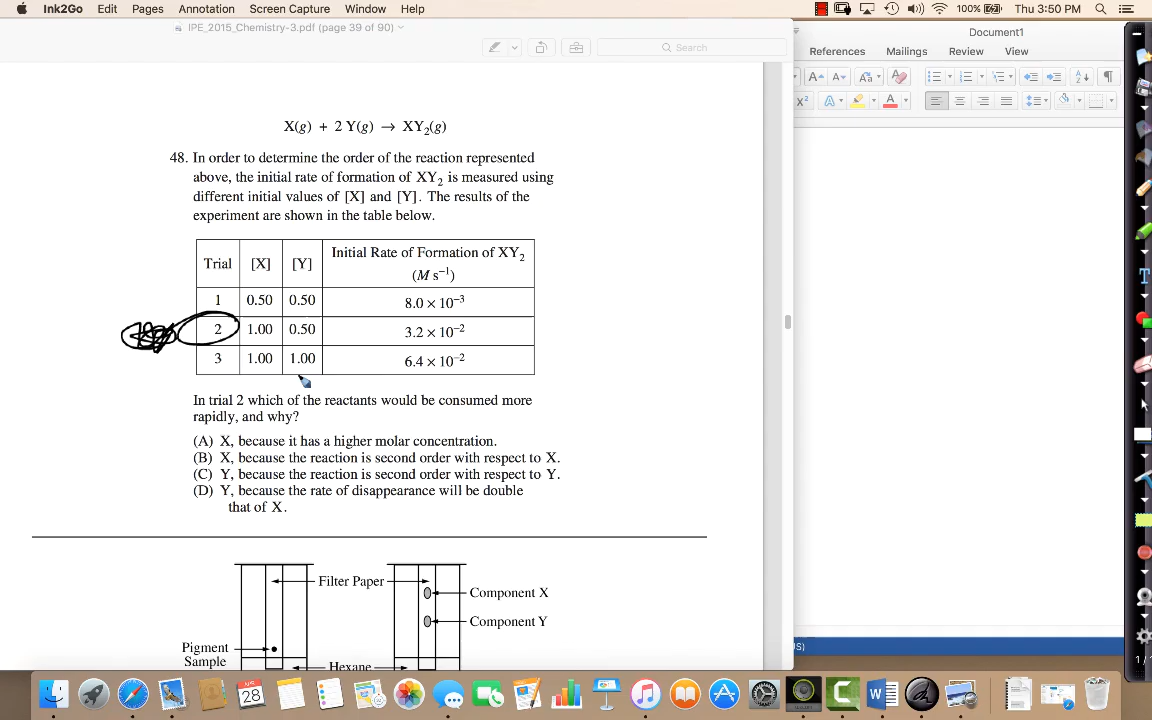 Ink2Go Edit Pages Annotation Screen Capture Window Help 100% Thu 3:50 PM
IPE_2015_Chemistry-3.pdf (page 39 of 90)
Document1
Search
References Mailings Review View
X(g) + 2 Y(g) → XY₂(g)
48. In order to determine the order of the reaction represented
above, the initial rate of formation of XY₂ is measured using
different initial values of [X] and [Y]. The results of the
experiment are shown in the table below.
Trial [X] [Y] Initial Rate of Formation of XY₂
(M s⁻¹)
1 0.50 0.50 8.0 × 10⁻³
2 1.00 0.50 3.2 × 10⁻²
3 1.00 1.00 6.4 × 10⁻²
In trial 2 which of the reactants would be consumed more
rapidly, and why?
(A) X, because it has a higher molar concentration.
(B) X, because the reaction is second order with respect to X.
(C) Y, because the reaction is second order with respect to Y.
(D) Y, because the rate of disappearance will be double
that of X.
Filter Paper
Component X
Component Y
Pigment
Sample
Hexane